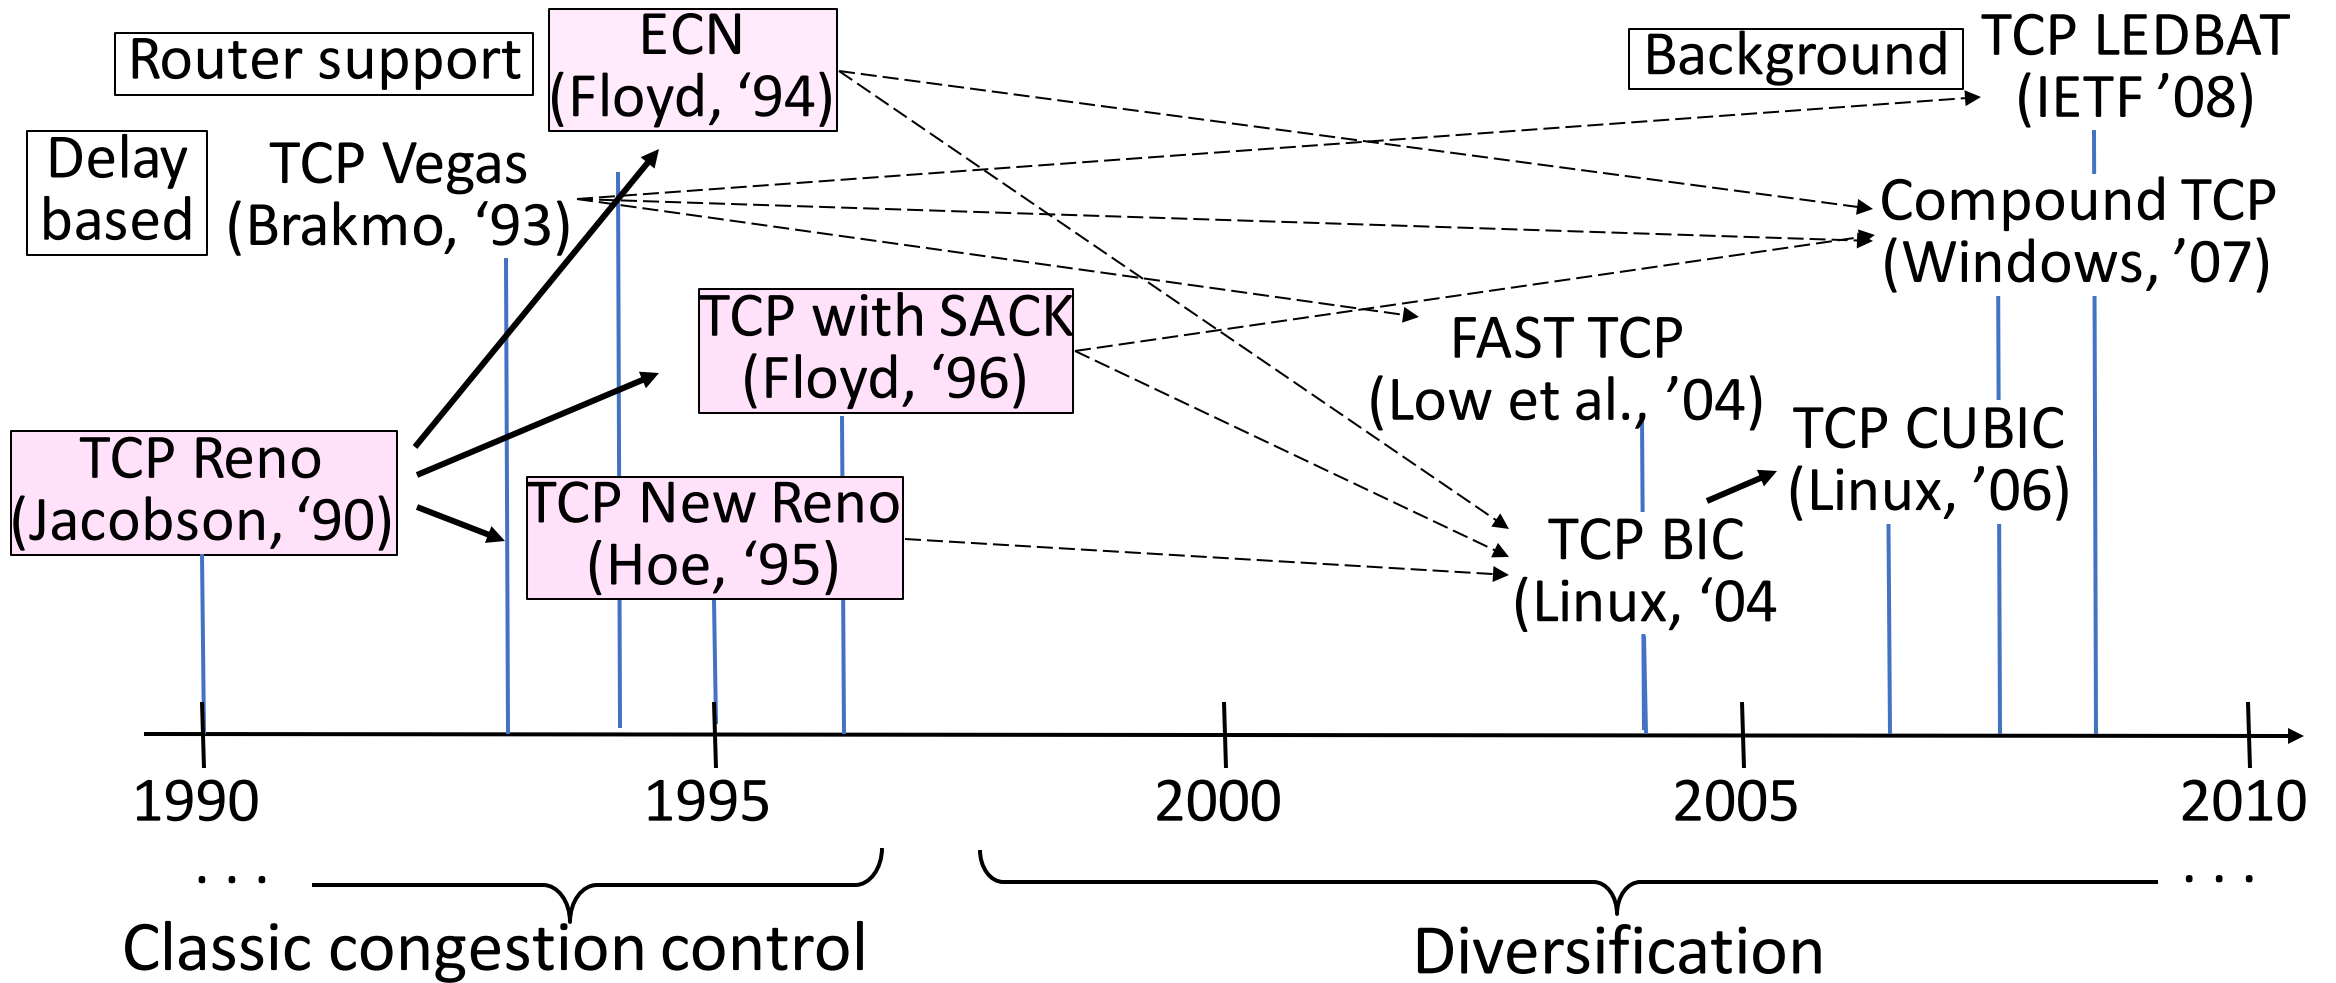 Router support
ECN
(Floyd, ‘94)
Background
TCP LEDBAT
(IETF ’08)
Delay
based
TCP Vegas
(Brakmo, ‘93)
Compound TCP
(Windows, ’07)
TCP with SACK
(Floyd, ‘96)
FAST TCP
(Low et al., ’04)
TCP CUBIC
(Linux, ’06)
TCP Reno
(Jacobson, ‘90)
TCP New Reno
(Hoe, ‘95)
TCP BIC
(Linux, ‘04
1990
1995
2000
2005
2010
. . .
. . .
Classic congestion control
Diversification